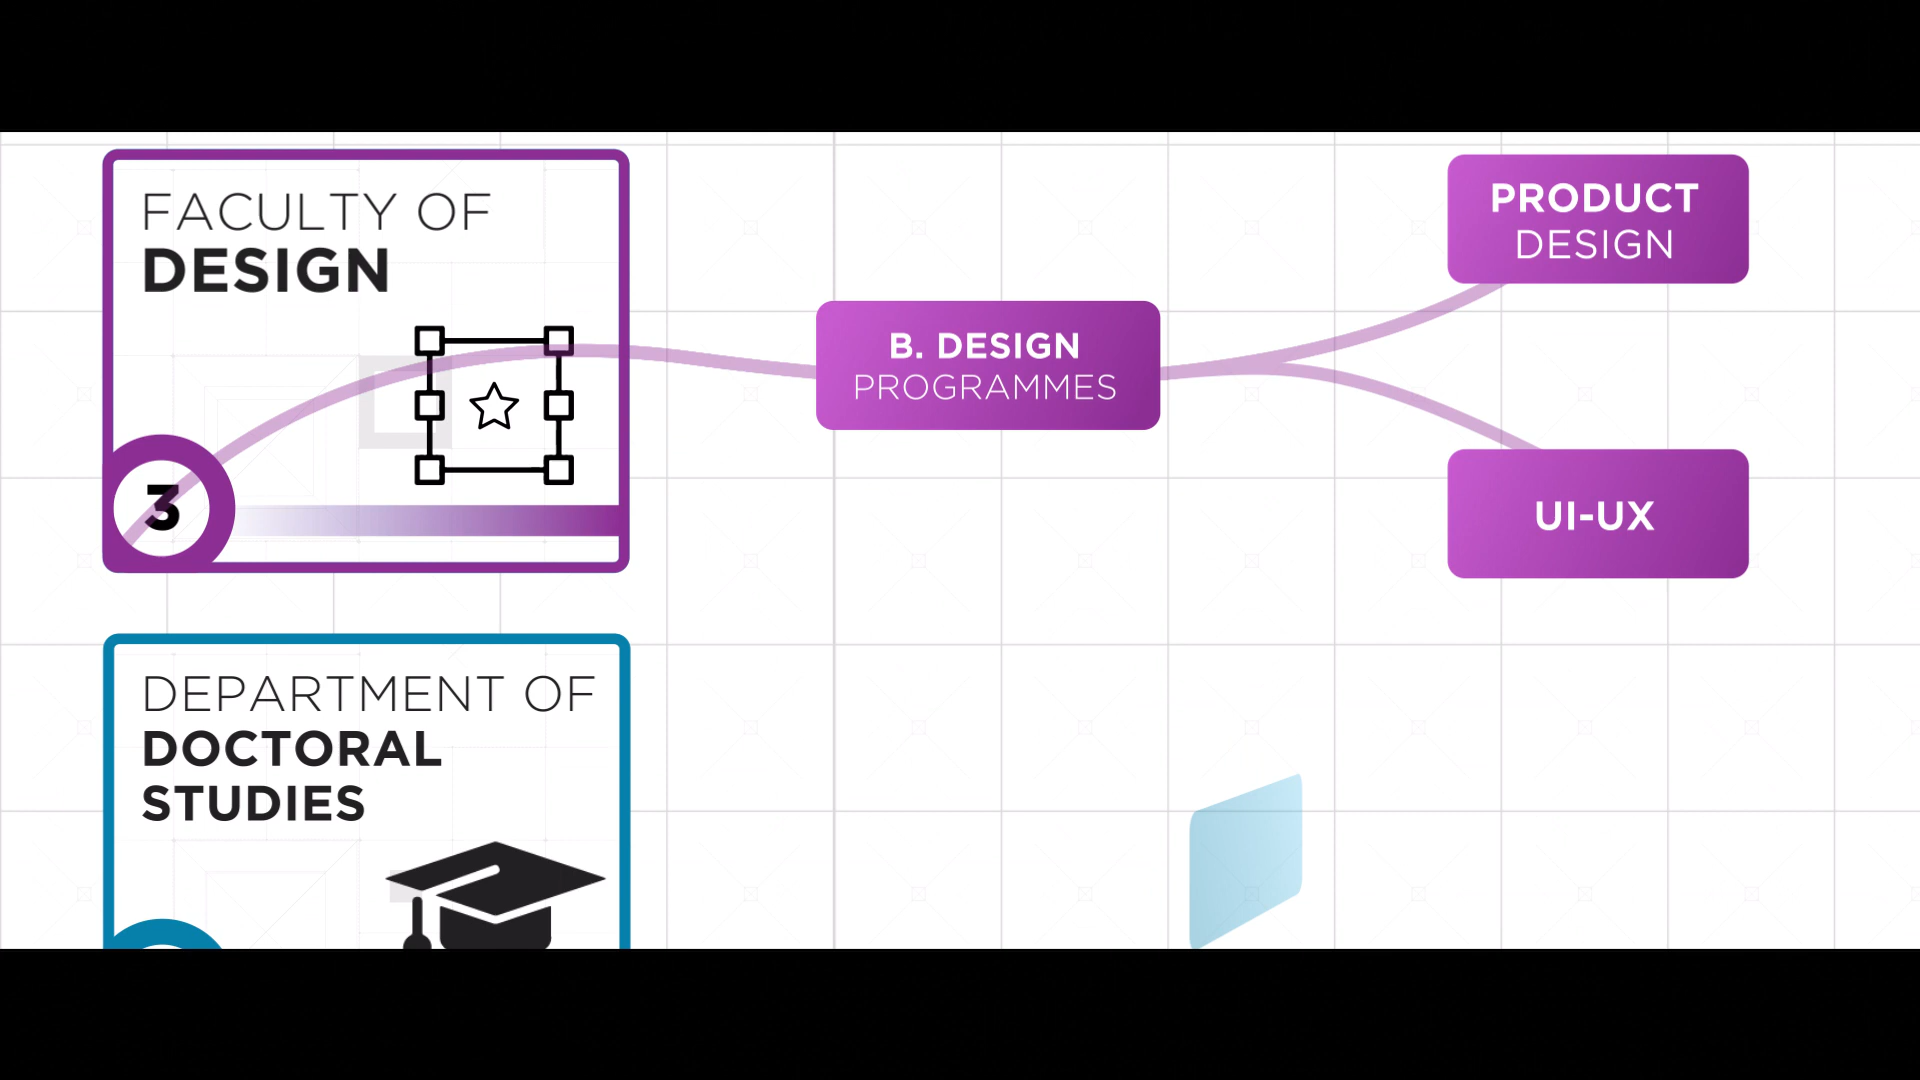 FACULTY OF
DESIGN
3
B. DESIGN
PROGRAMMES
PRODUCT
DESIGN
UI-UX
DEPARTMENT OF
DOCTORAL
STUDIES